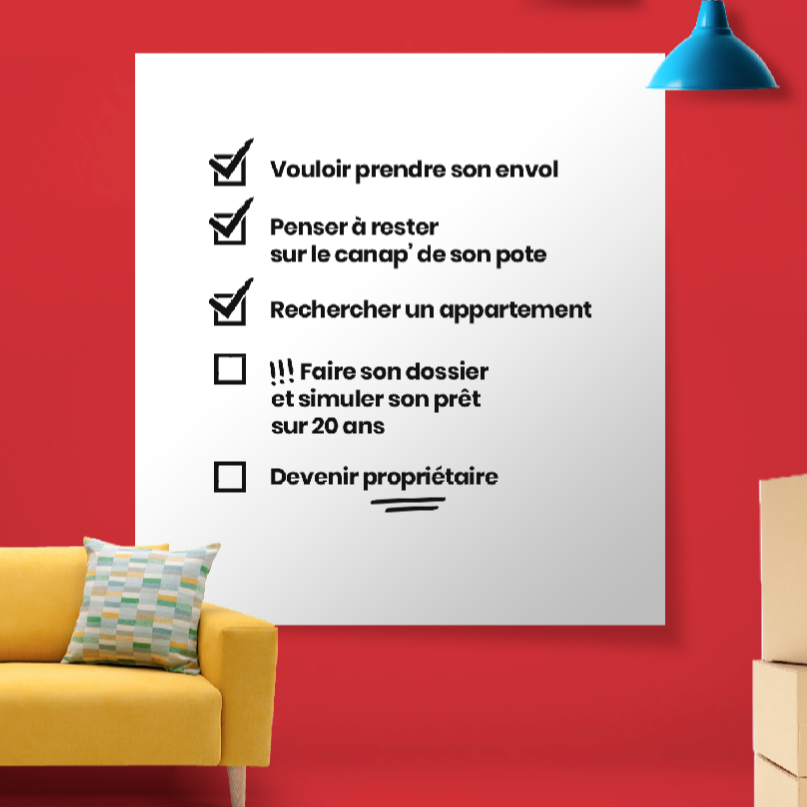 Vouloir prendre son envol
Penser à rester
sur le canap’ de son pote
Rechercher un appartement
!!! Faire son dossier
et simuler son prêt
sur 20 ans
Devenir propriétaire